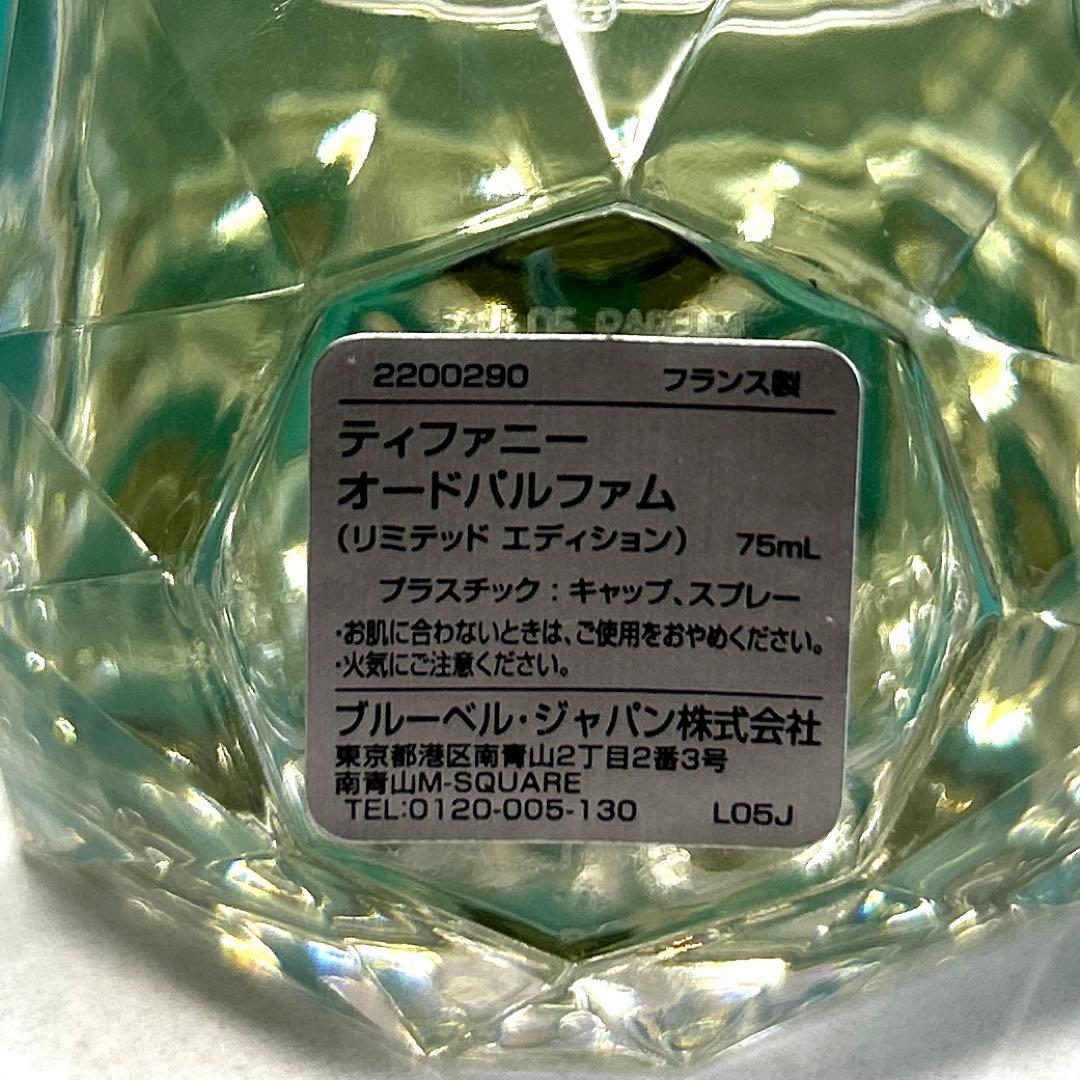 2200290 フランス製
ティファニー
オードパルファム
(リミテッド エディション) 75mL
プラスチック：キャップ、スプレー
・お肌に合わないときは、ご使用をおやめください。
・火気にご注意ください。
ブルーベル・ジャパン株式会社
東京都港区南青山2丁目2番3号
南青山M-SQUARE
TEL:0120-005-130 L05J